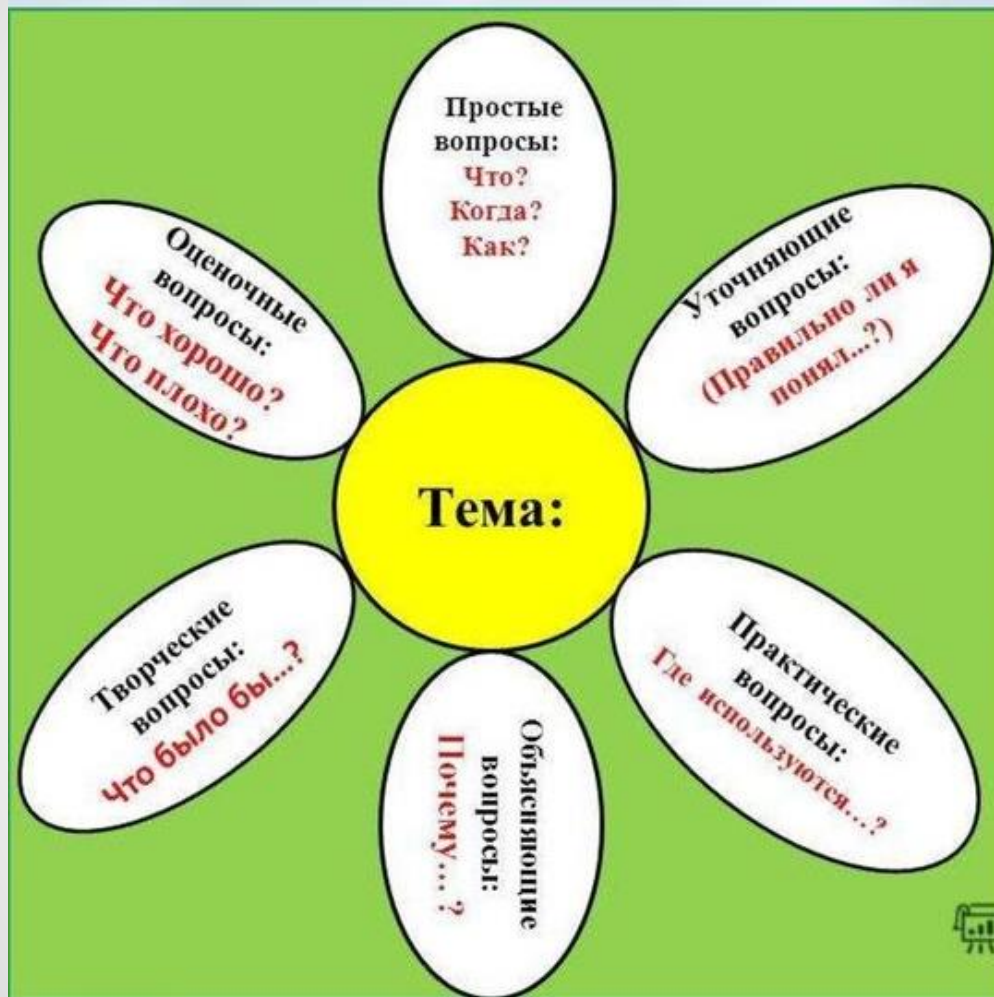 Простые
вопросы:
Что?
Когда?
Как?
Уточняющие
вопросы:
(Правильно ли я
понял...?)
Практические
вопросы:
Где используются...?
Объясняющие
вопросы:
Почему... ?
Творческие
вопросы:
Что было бы...?
Оценочные
вопросы:
Что хорошо?
Что плохо?
Тема: